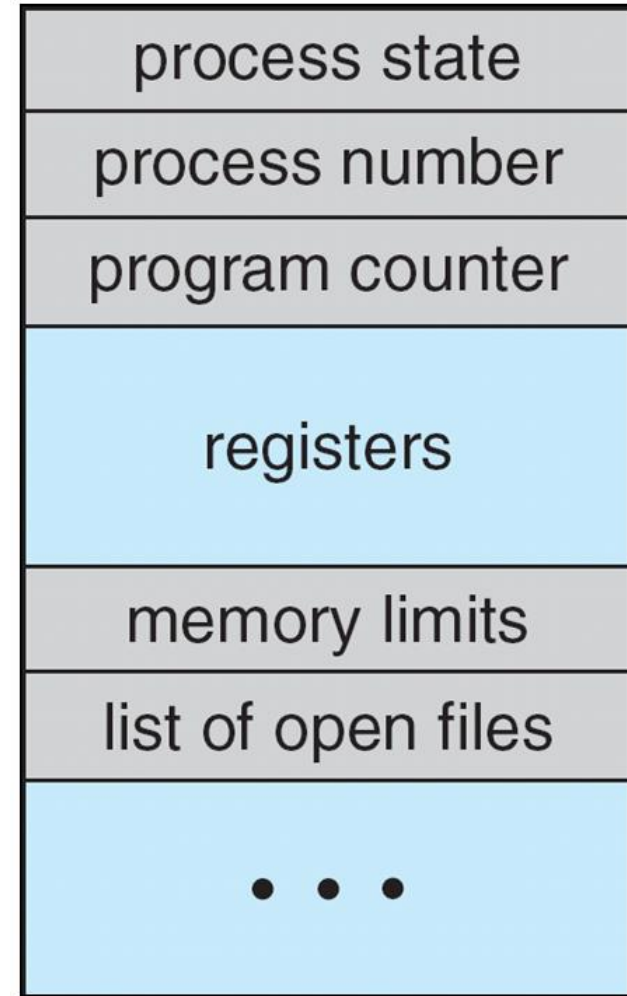 process state
process number
program counter
registers
memory limits
list of open files
• • •